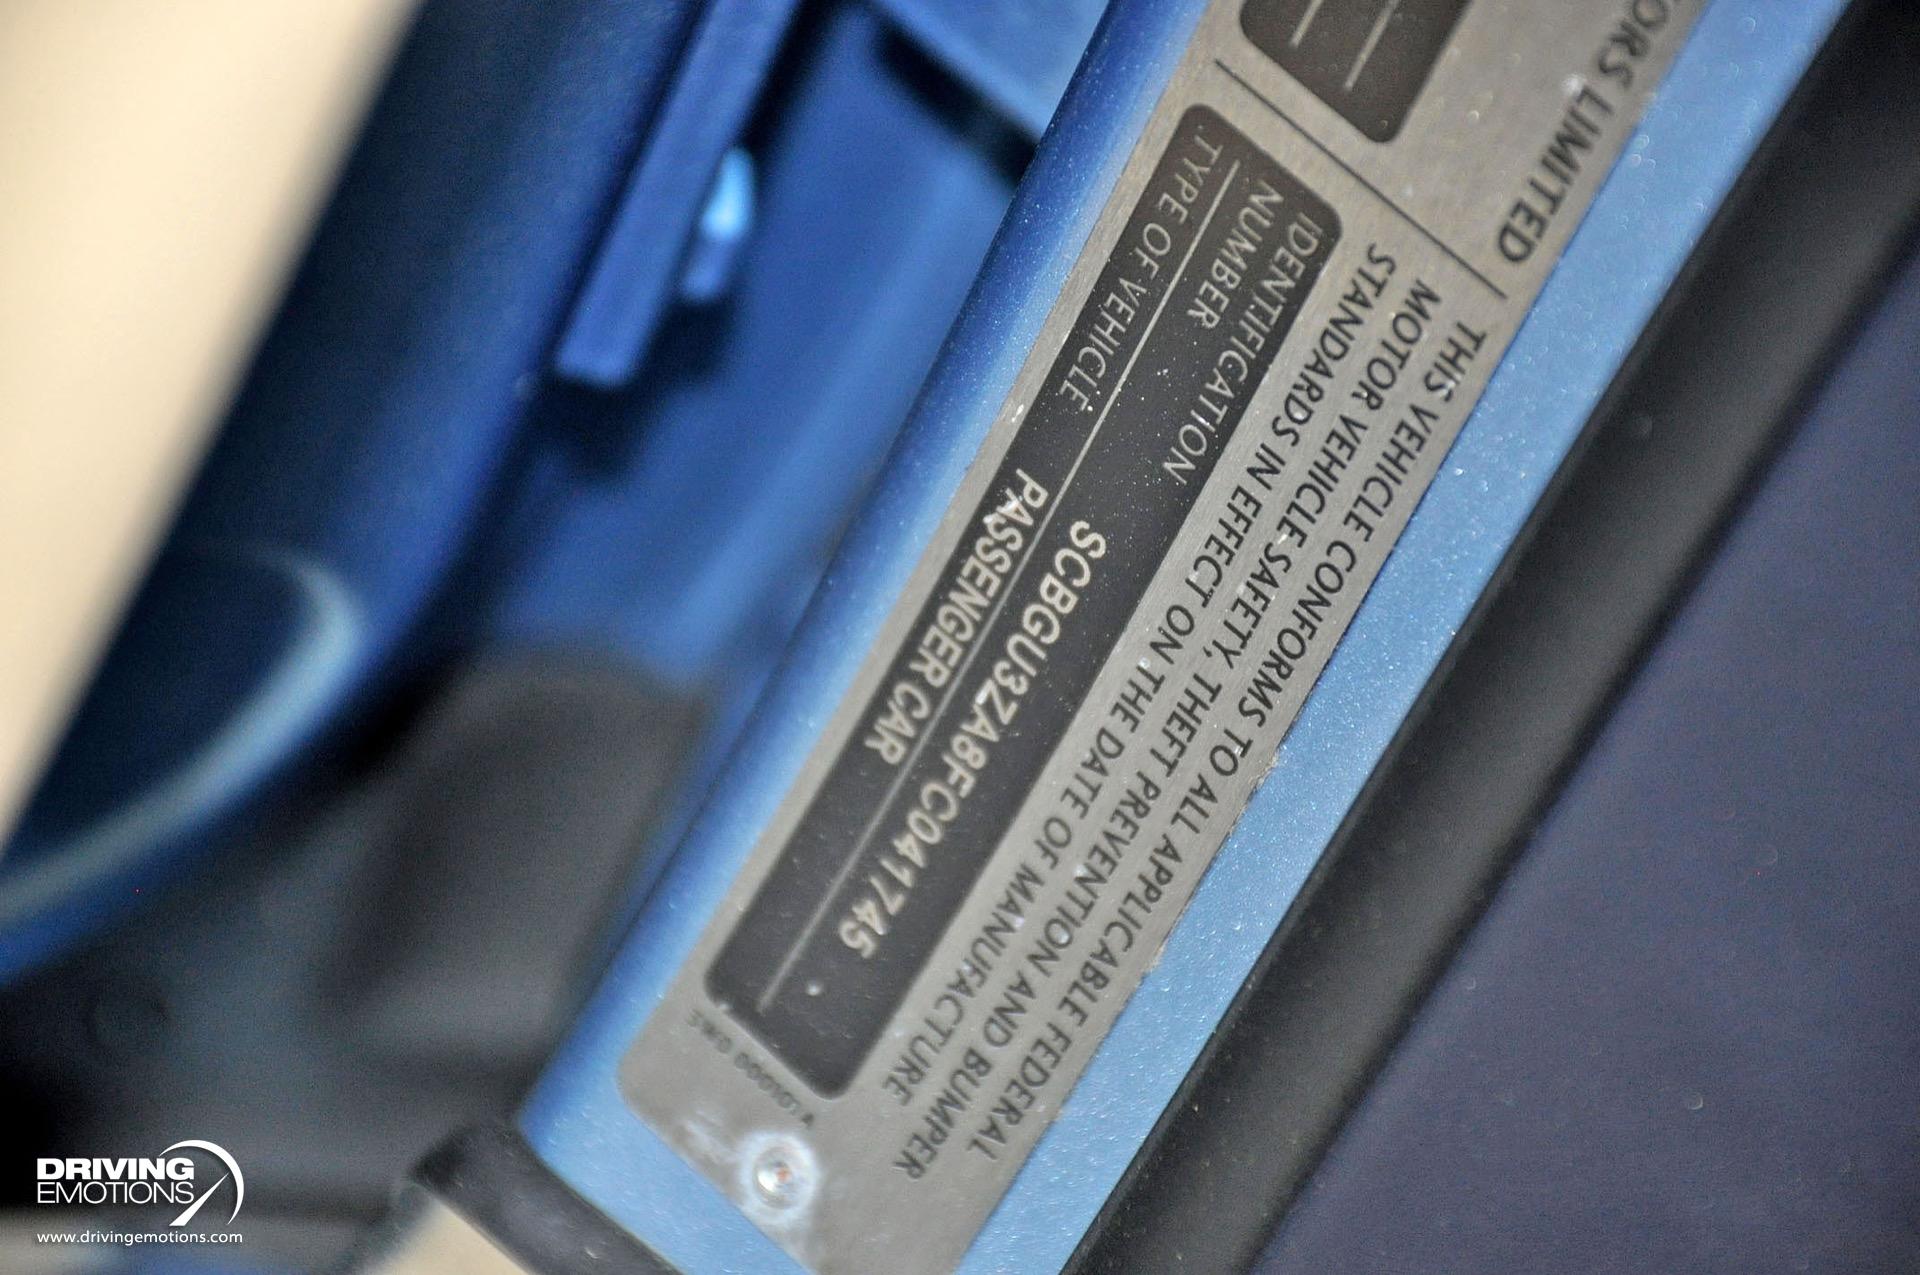 ORS LIMITED
THIS VEHICLE CONFORMS TO ALL APPLICABLE FEDERAL
MOTOR VEHICLE SAFETY, THEFT PREVENTION AND BUMPER
STANDARDS IN EFFECT ON THE DATE OF MANUFACTURE
IDENTIFICATION
NUMBER
SCBGU3ZA8FC041745
TYPE OF VEHICLE
PASSENGER CAR
DRIVING
EMOTIONS
www.drivingemotions.com